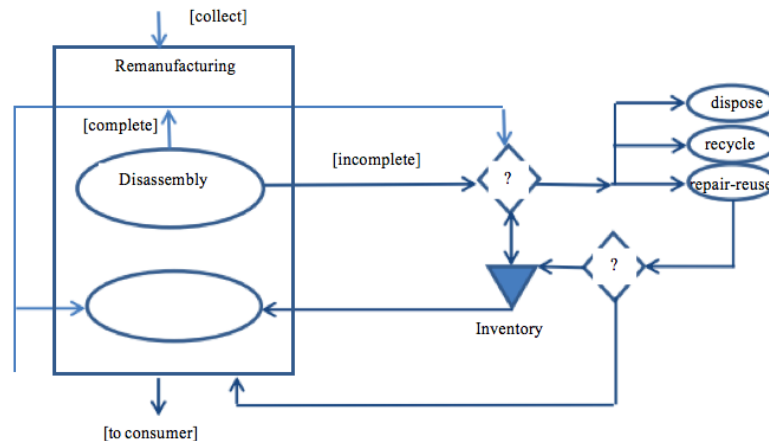 [collect]
Remanufacturing
dispose
[complete]
recycle
[incomplete]
Disassembly
?
repair-reuse
?
Inventory
[to consumer]